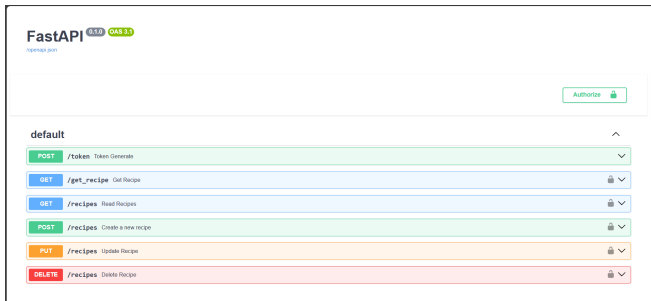 FastAPI 0.1.0 OAS 3.1
/openapi.json
Authorize
default
POST /token Token Generate
GET /get_recipe Get Recipe
GET /recipes Read Recipes
POST /recipes Create a new recipe
PUT /recipes Update Recipe
DELETE /recipes Delete Recipe